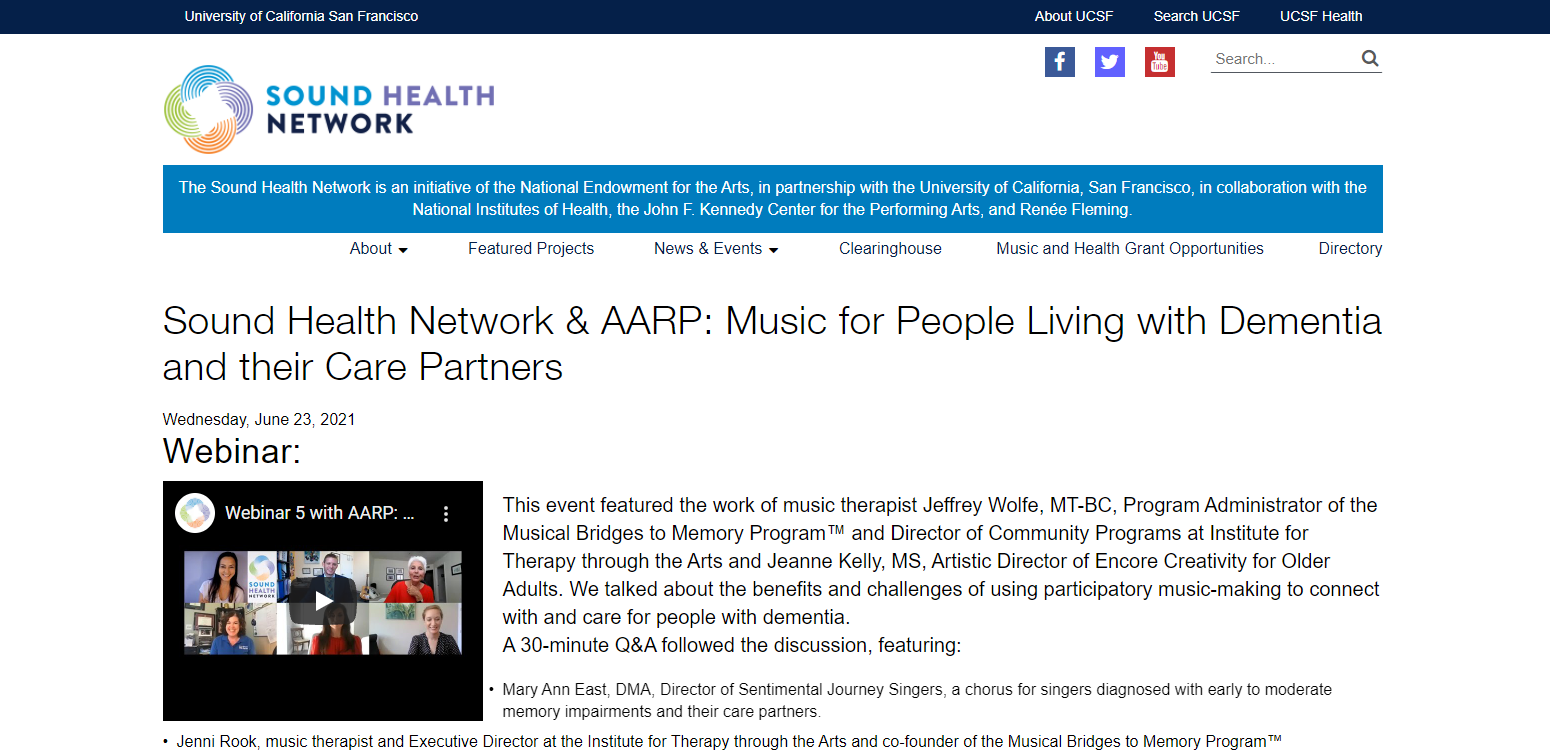 University of California San Francisco
About UCSF
Search UCSF
UCSF Health
Search...
You
Tube
SOUND HEALTH
NETWORK
The Sound Health Network is an initiative of the National Endowment for the Arts, in partnership with the University of California, San Francisco, in collaboration with the
National Institutes of Health, the John F. Kennedy Center for the Performing Arts, and Renée Fleming.
About
Featured Projects
News & Events
Clearinghouse
Music and Health Grant Opportunities
Directory
Sound Health Network & AARP: Music for People Living with Dementia
and their Care Partners
Wednesday, June 23, 2021
Webinar:
Webinar 5 with AARP: ...
SOUND
HEALTH
NETWORK
This event featured the work of music therapist Jeffrey Wolfe, MT-BC, Program Administrator of the
Musical Bridges to Memory Program™ and Director of Community Programs at Institute for
Therapy through the Arts and Jeanne Kelly, MS, Artistic Director of Encore Creativity for Older
Adults. We talked about the benefits and challenges of using participatory music-making to connect
with and care for people with dementia.
A 30-minute Q&A followed the discussion, featuring:
• Mary Ann East, DMA, Director of Sentimental Journey Singers, a chorus for singers diagnosed with early to moderate
memory impairments and their care partners.
• Jenni Rook, music therapist and Executive Director at the Institute for Therapy through the Arts and co-founder of the Musical Bridges to Memory Program™